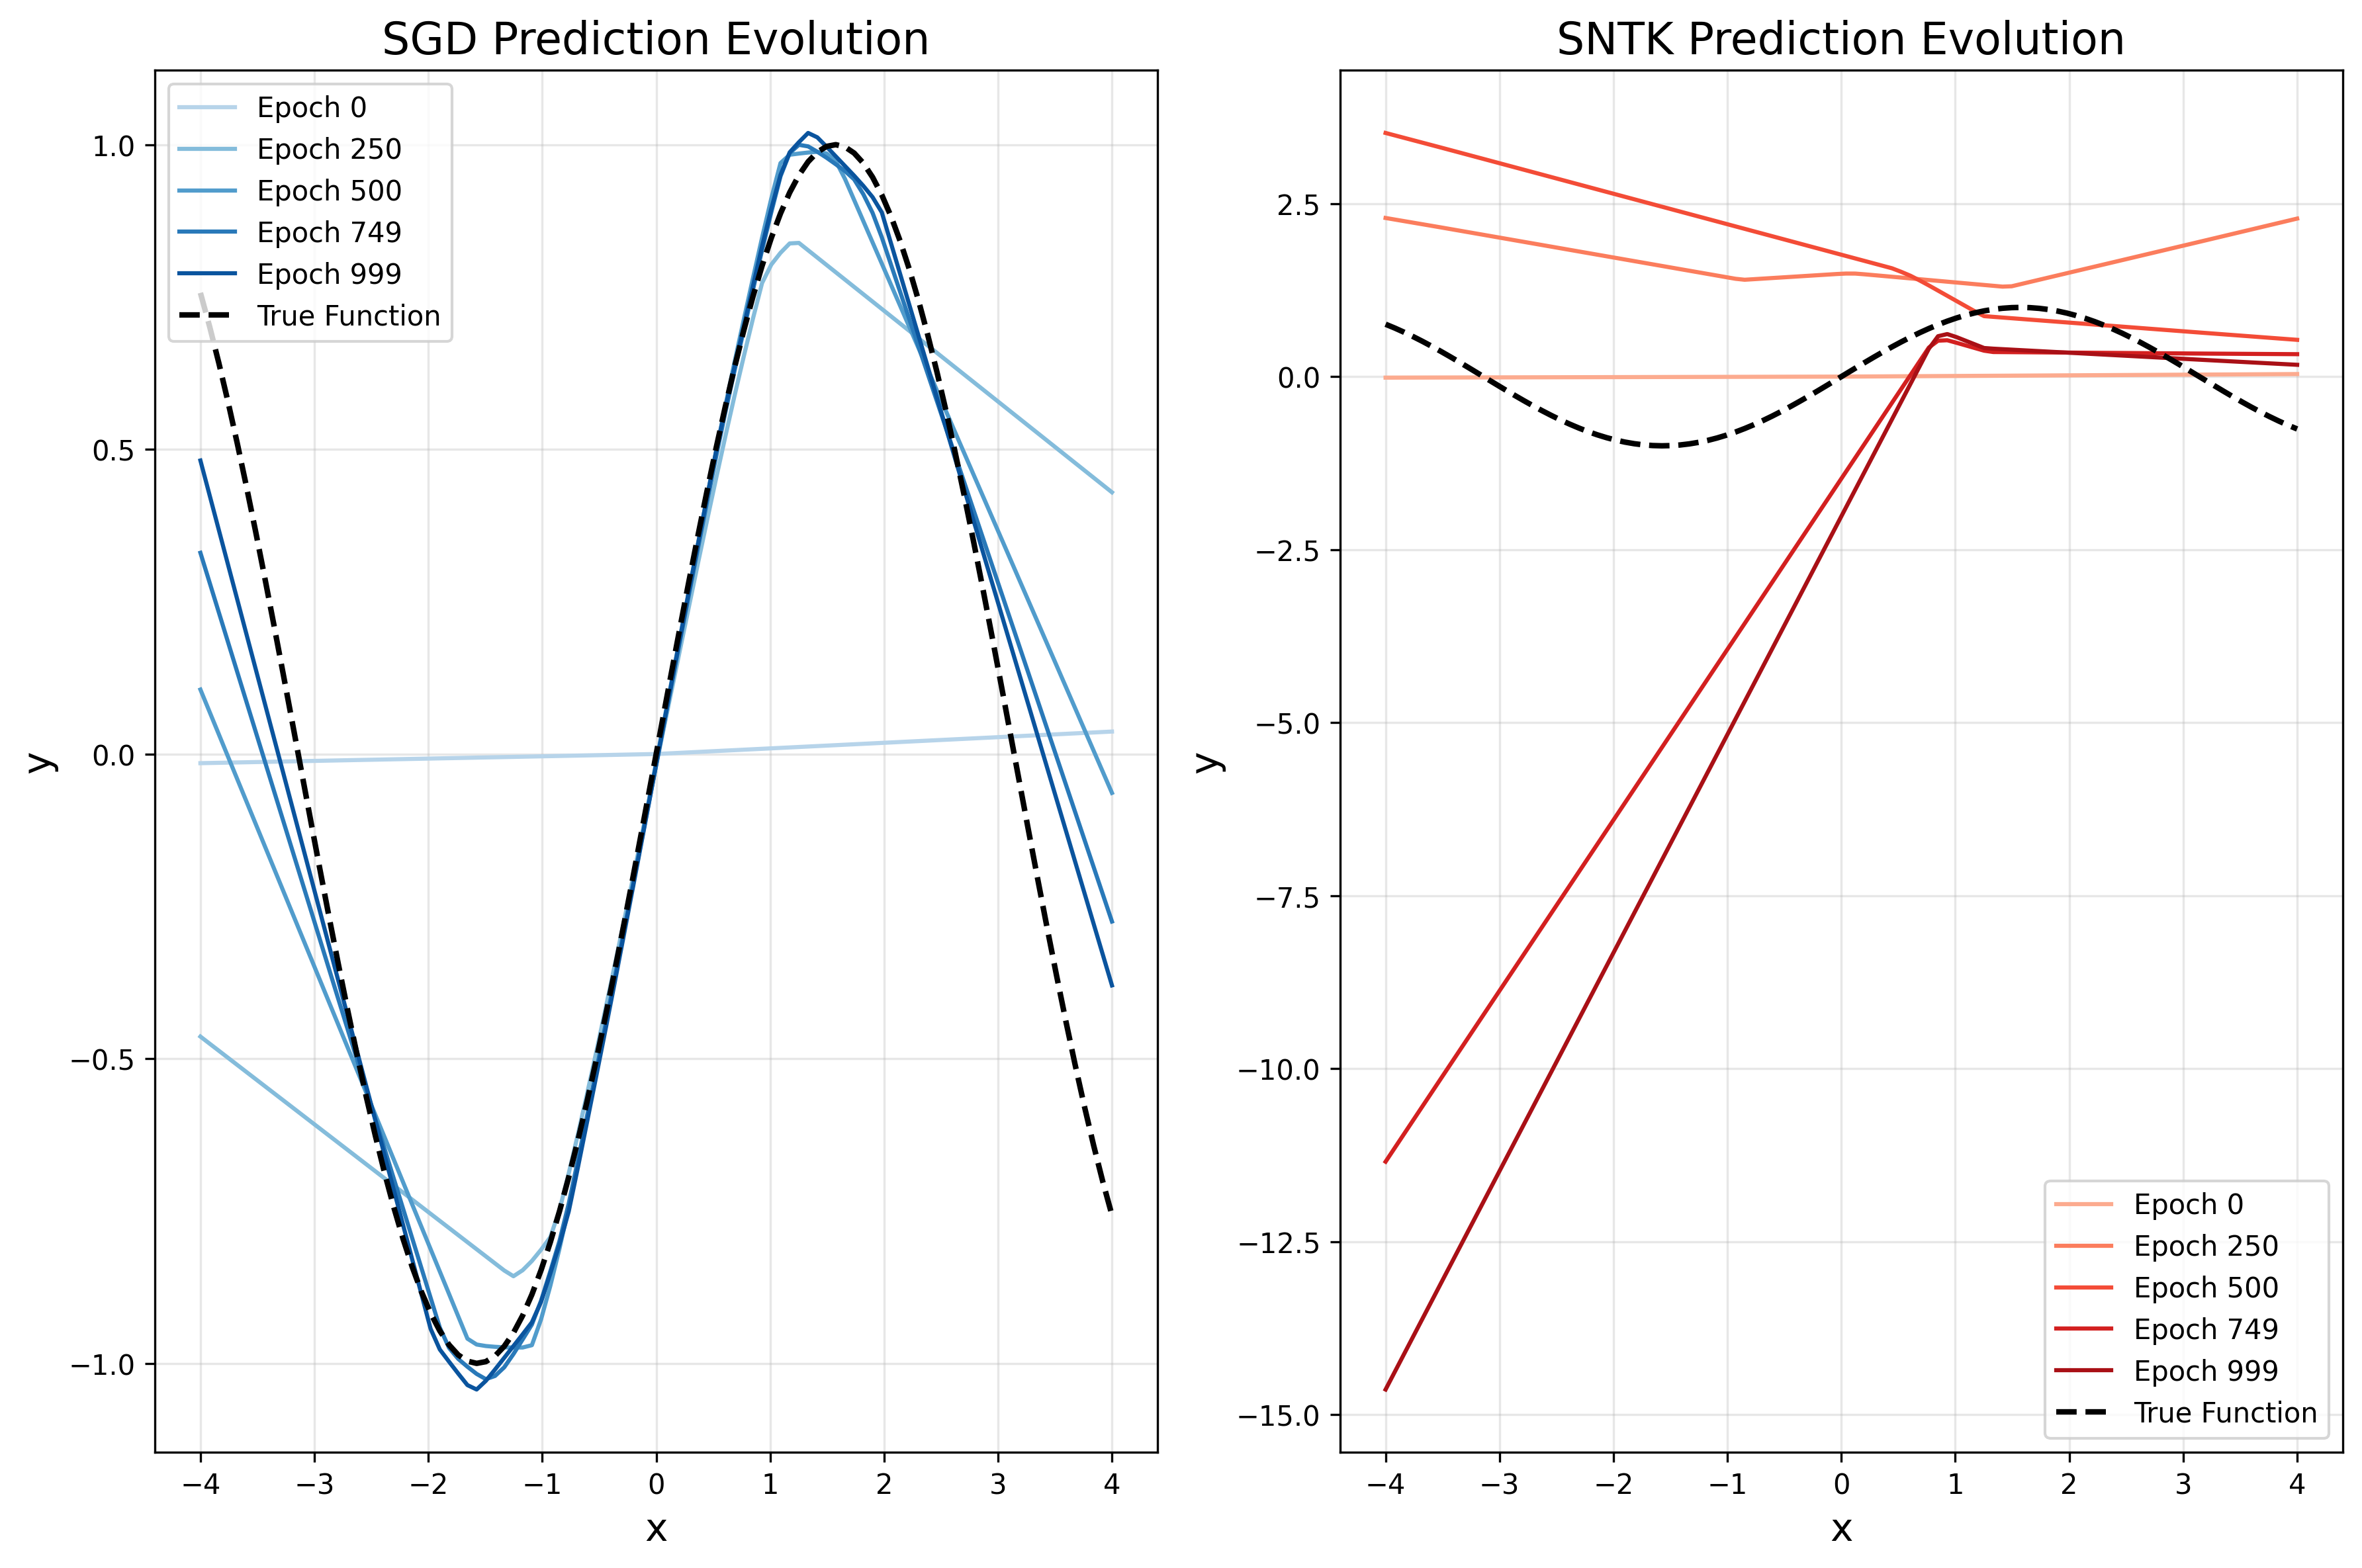 SGD Prediction Evolution
Epoch 0
Epoch 250
Epoch 500
Epoch 749
Epoch 999
True Function
1.0
0.5
0.0
−0.5
−1.0
y
−4 −3 −2 −1 0 1 2 3 4
x
SNTK Prediction Evolution
2.5
0.0
−2.5
−5.0
−7.5
−10.0
−12.5
−15.0
y
Epoch 0
Epoch 250
Epoch 500
Epoch 749
Epoch 999
True Function
−4 −3 −2 −1 0 1 2 3 4
x